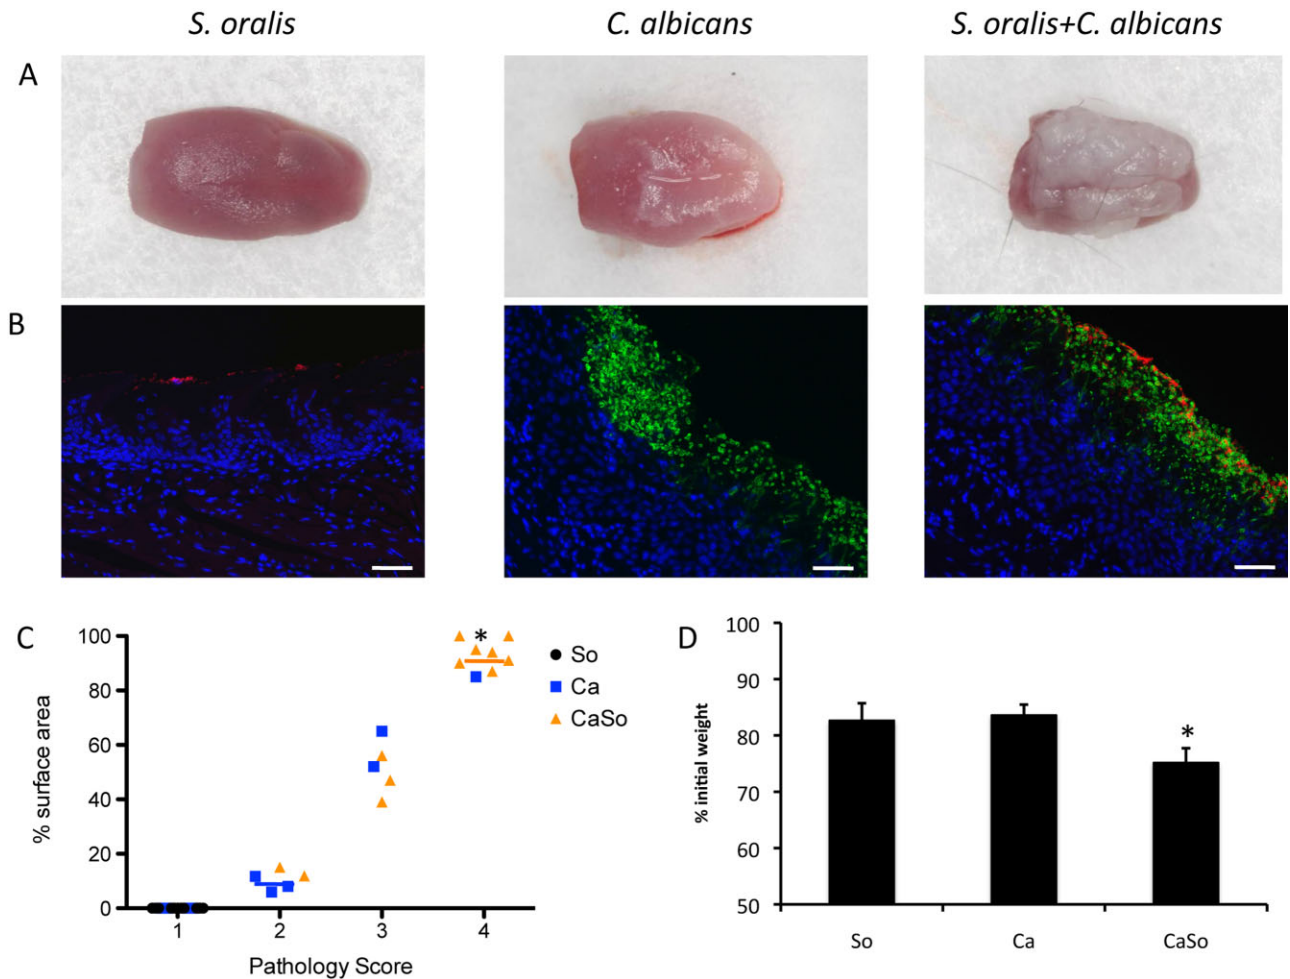 S. oralis
C. albicans
S. oralis+C. albicans
A
B
C
100
80
60
40
20
0
% surface area
1
2
3
4
Pathology Score
*
So
Ca
CaSo
D
100
90
80
70
60
50
% initial weight
*
So
Ca
CaSo